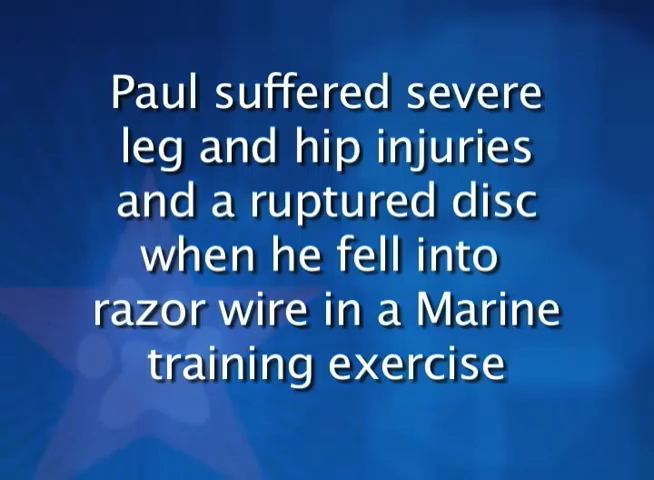 Paul suffered severe
leg and hip injuries
and a ruptured disc
when he fell into
razor wire in a Marine
training exercise